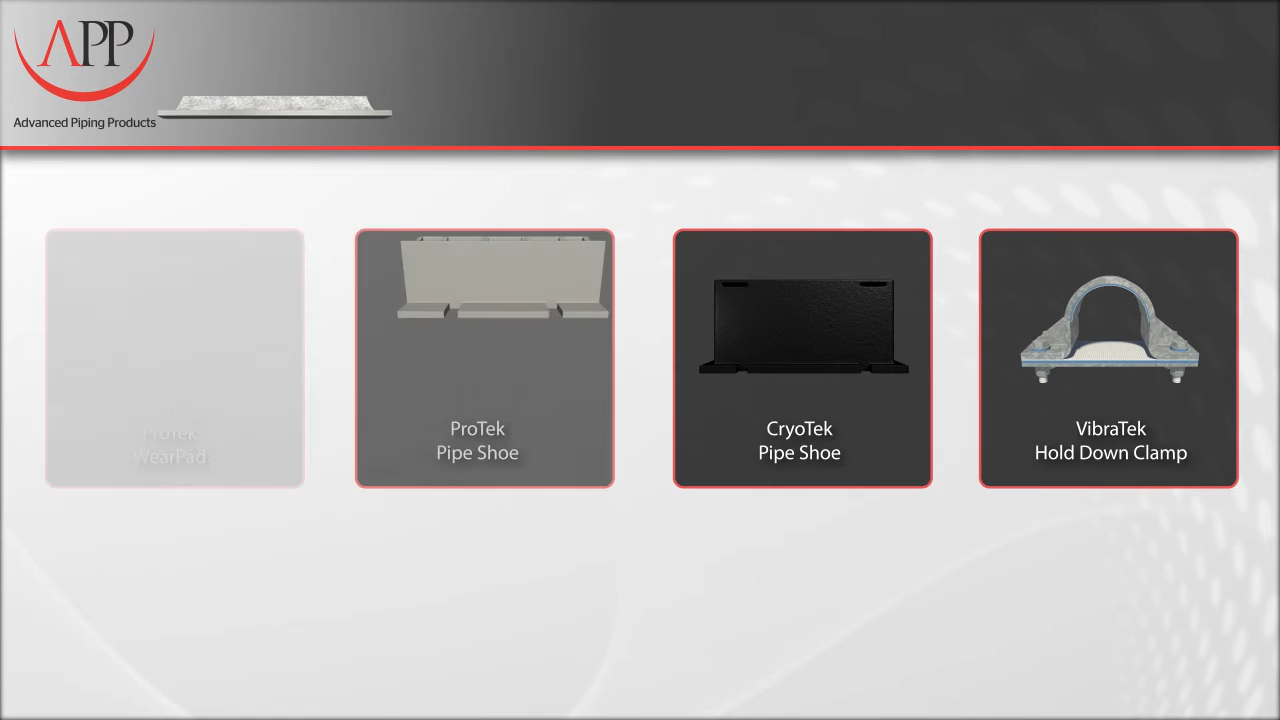 APP
Advanced Piping Products
ProTek
WearPad
ProTek
Pipe Shoe
CryoTek
Pipe Shoe
VibraTek
Hold Down Clamp